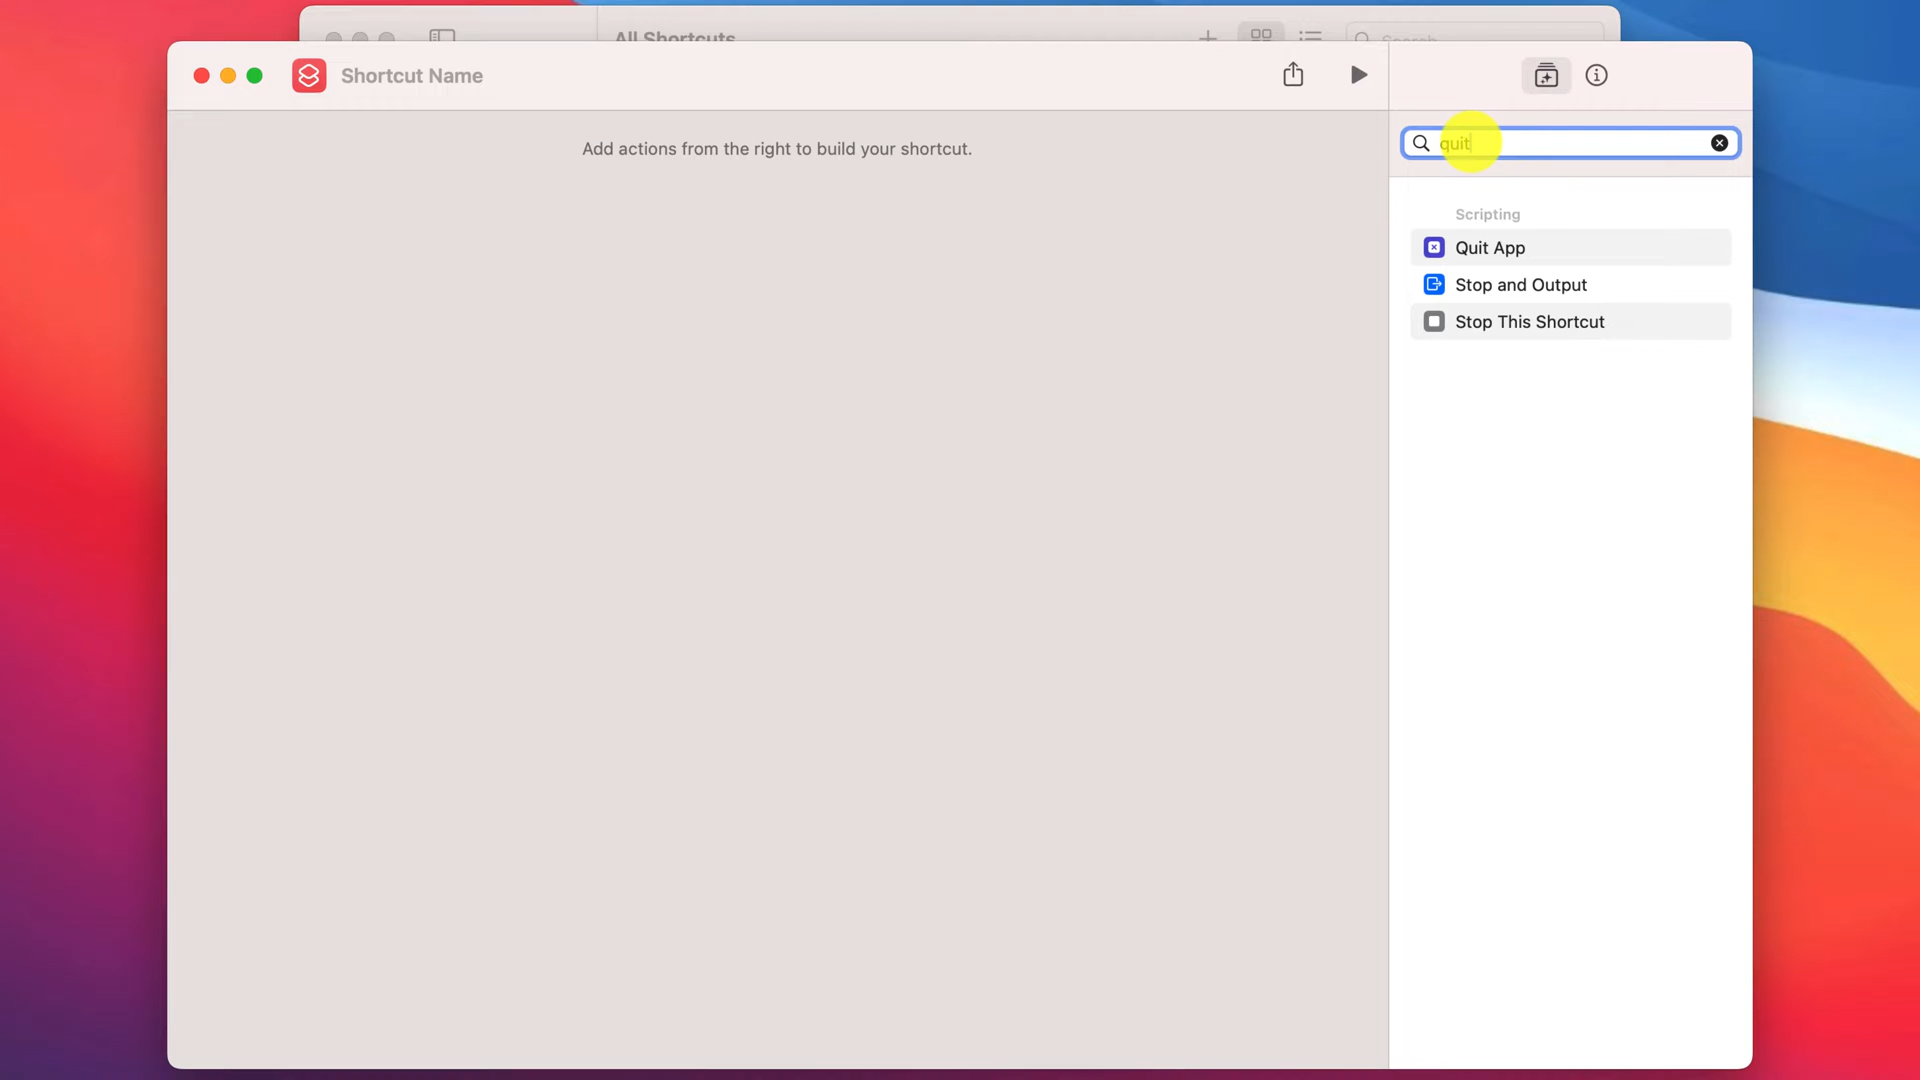 All Shortcuts
Search
Shortcut Name
Add actions from the right to build your shortcut.
quit
Scripting
Quit App
Stop and Output
Stop This Shortcut